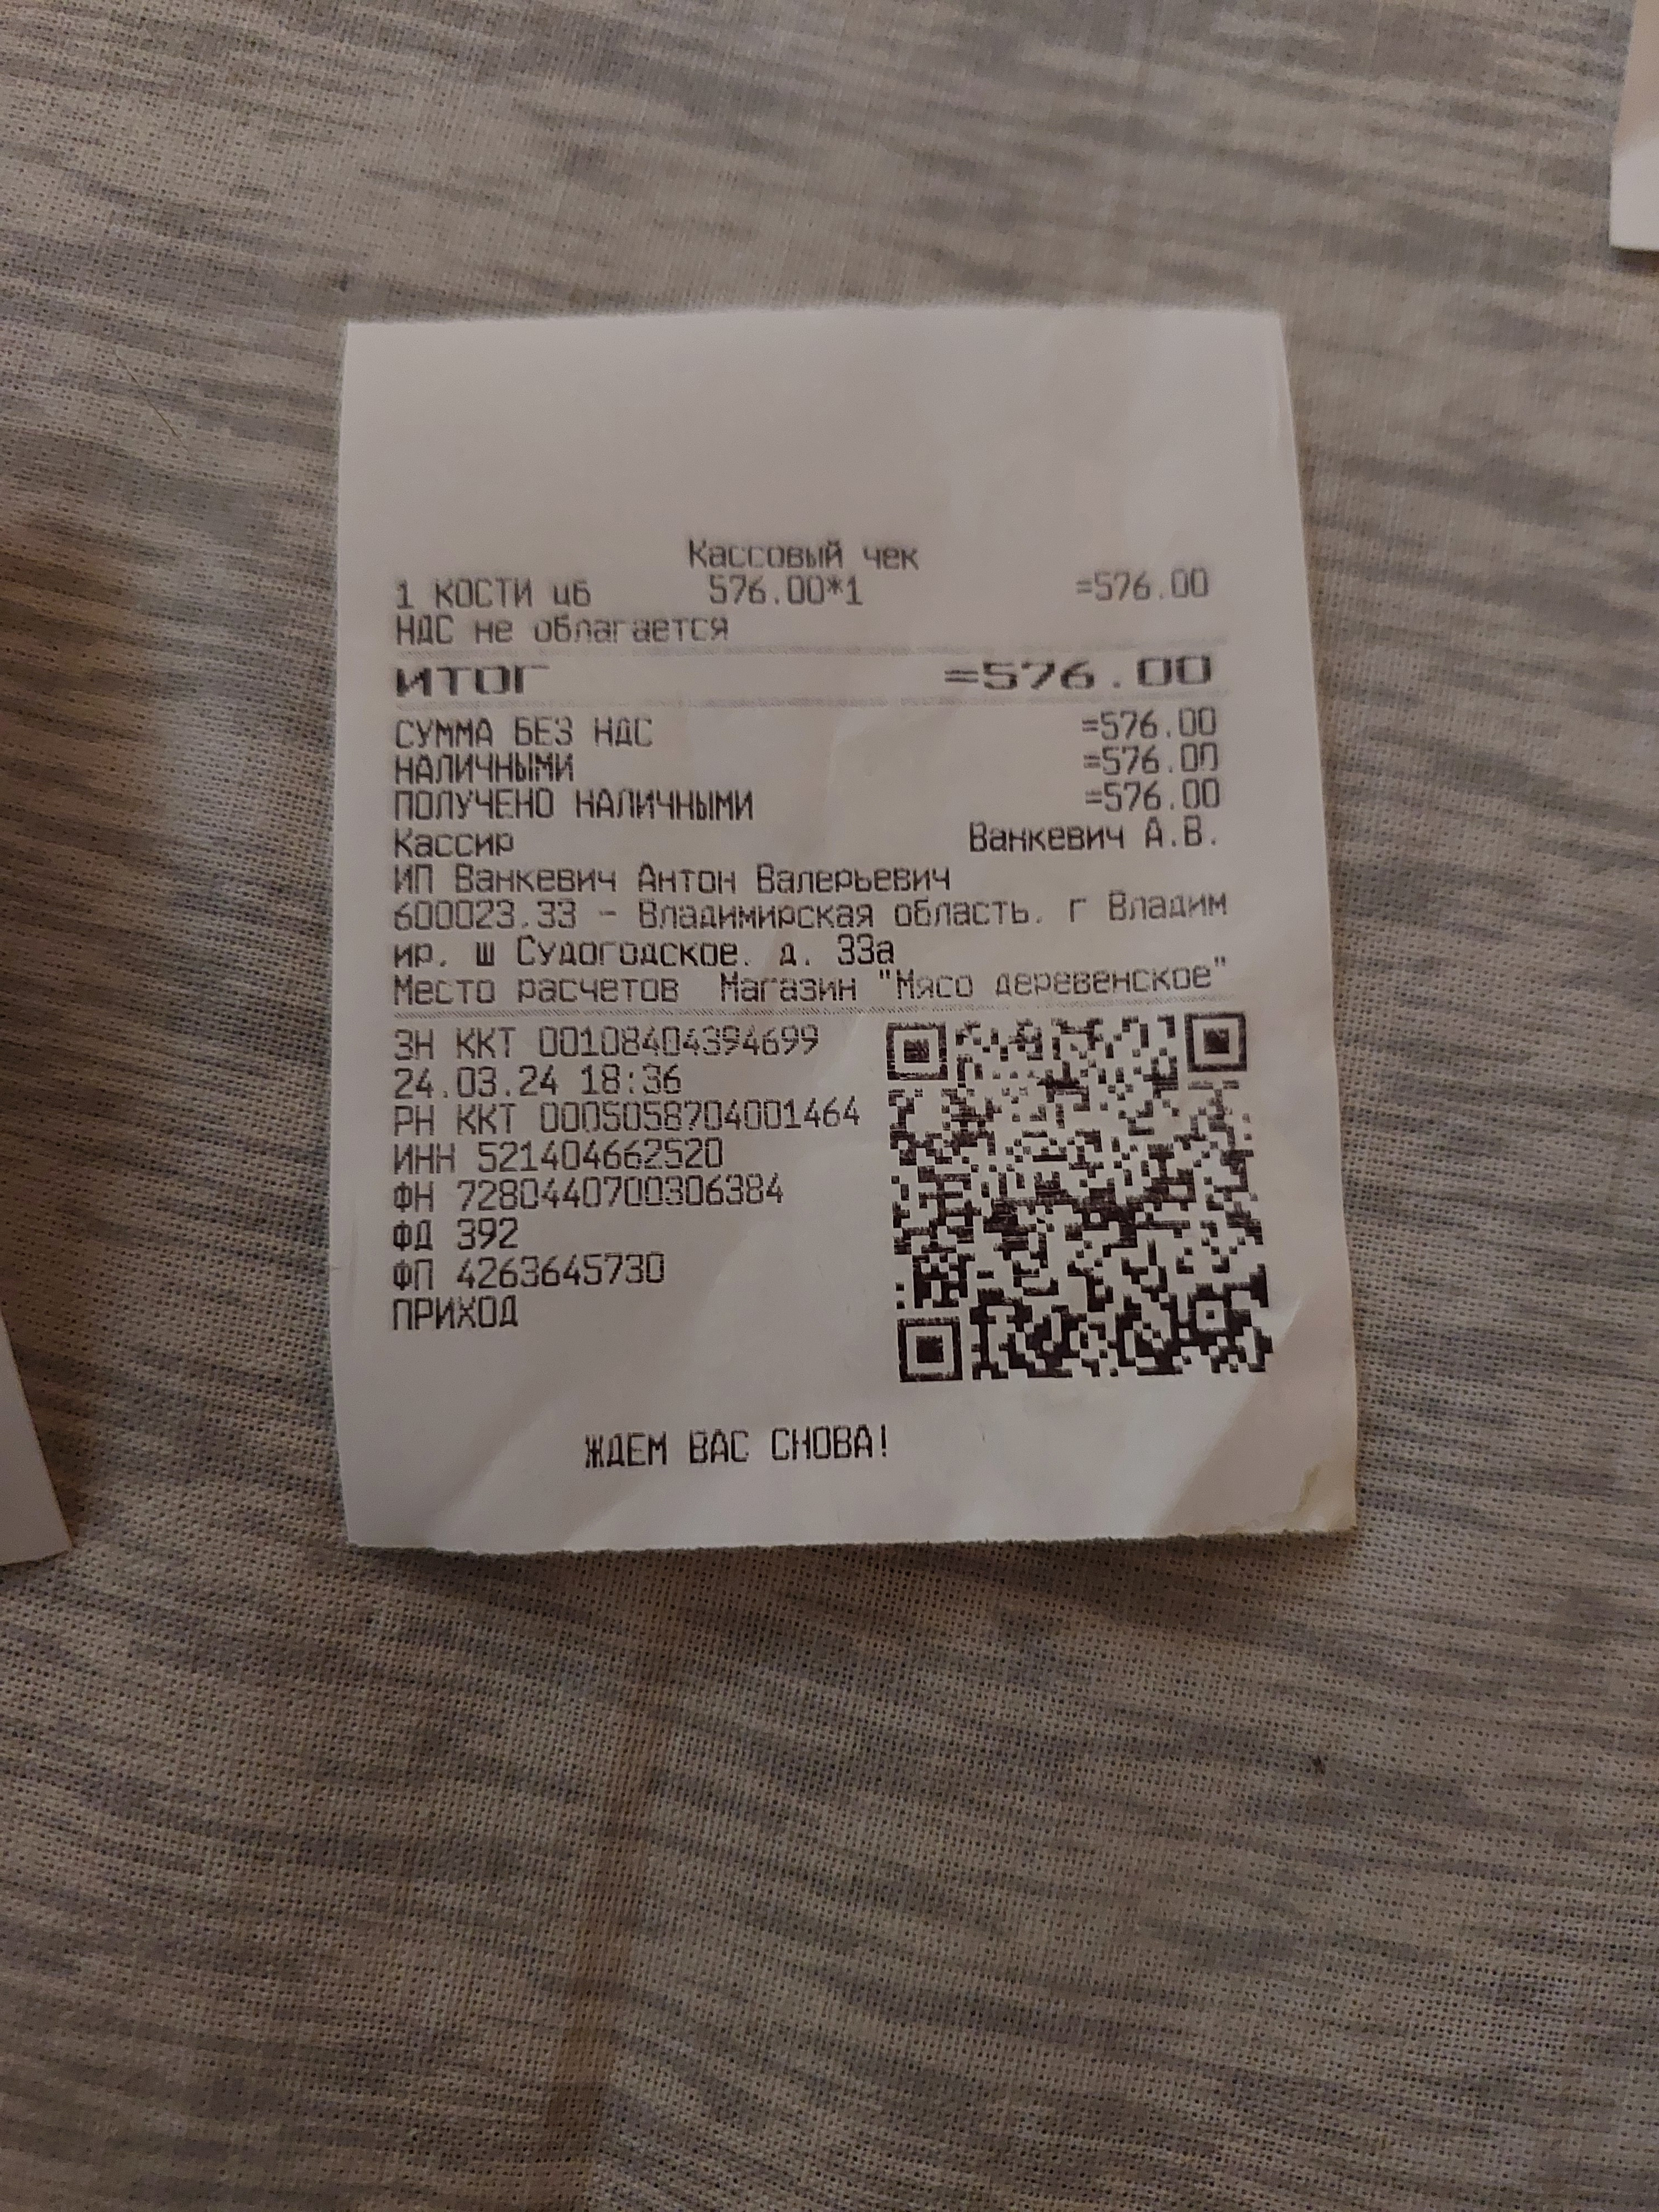 Кассовый чек
1 КОСТИ цб 576.00*1 =576.00
НДС не облагается
ИТОГ =576.00
СУММА БЕЗ НДС =576.00
НАЛИЧНЫМИ =576.00
ПОЛУЧЕНО НАЛИЧНЫМИ =576.00
Кассир Ванкевич А.В.
ИП Ванкевич Антон Валерьевич
600023,33 - Владимирская область, г Владим
ир, ш Судогодское, д. 33а
Место расчетов Магазин "Мясо деревенское"
ЗН ККТ 00108404394699
24.03.24 18:36
РН ККТ 0005058704001464
ИНН 521404662520
ФН 7280440700306384
ФД 392
ФП 4263645730
ПРИХОД
ЖДЕМ ВАС СНОВА!